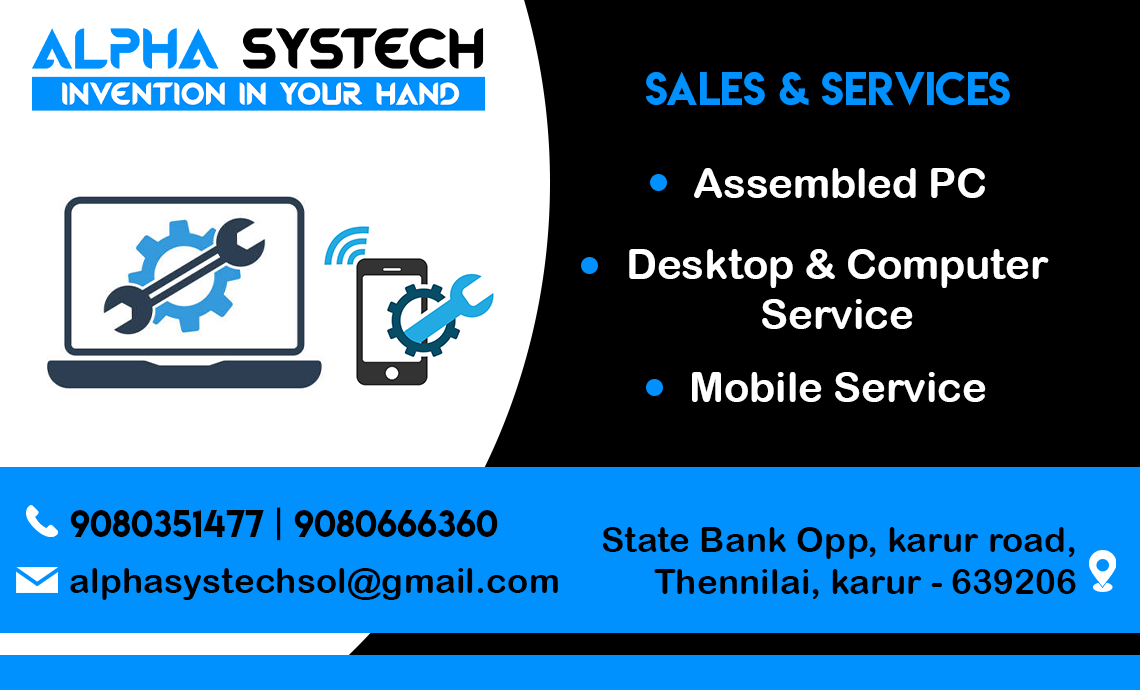 ALPHA SYSTECH
INVENTION IN YOUR HAND
SALES & SERVICES
Assembled PC
Desktop & Computer
Service
Mobile Service
9080351477 | 9080666360
alphasystechsol@gmail.com
State Bank Opp, karur road,
Thennilai, karur - 639206